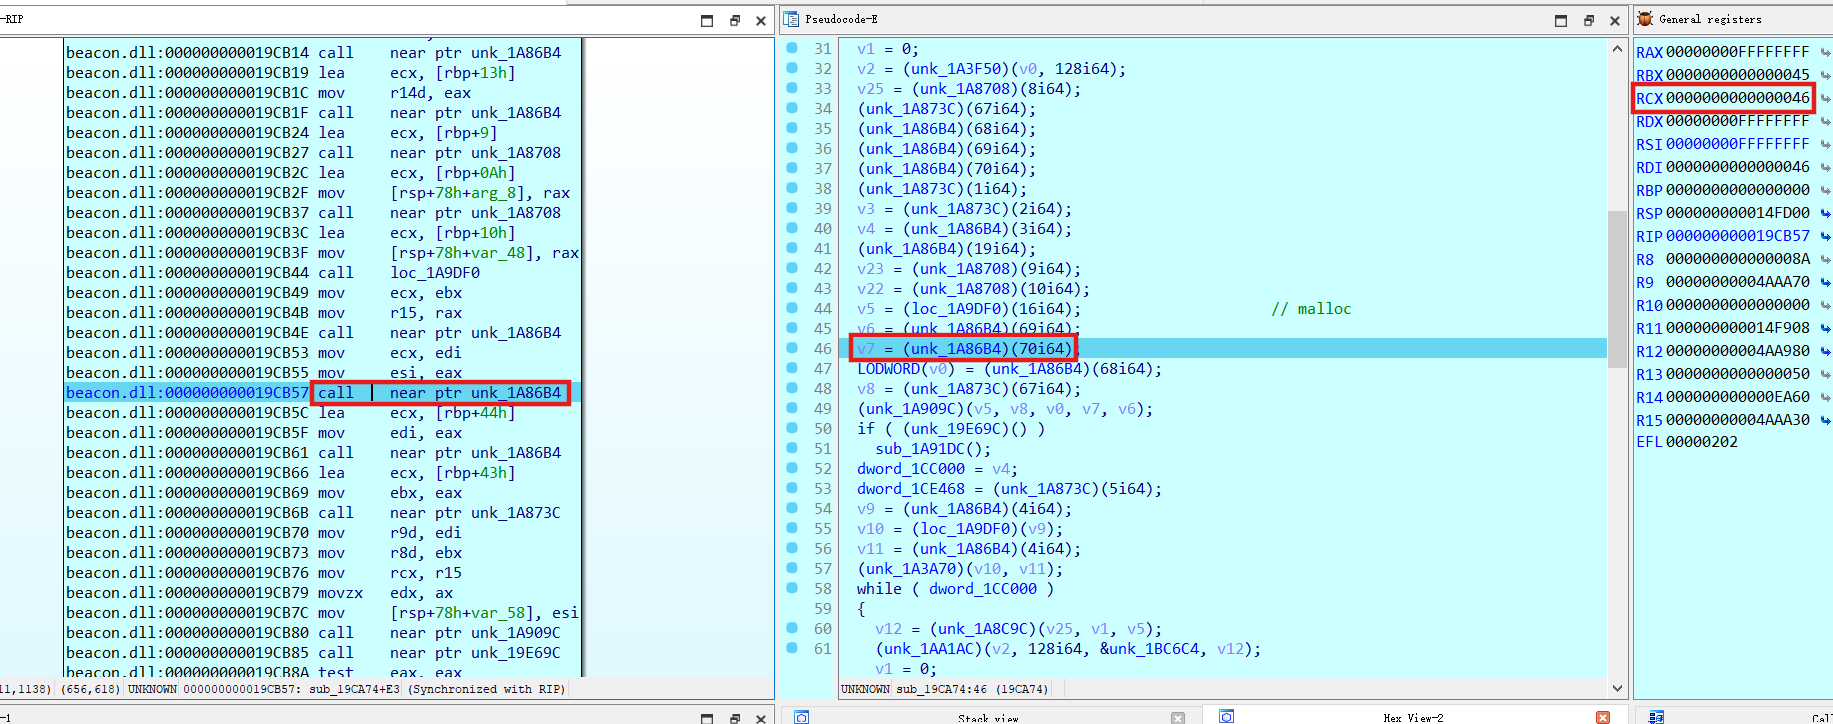 -RIP
beacon.dll:000000000019CB14 call near ptr unk_1A86B4
beacon.dll:000000000019CB19 lea ecx, [rbp+13h]
beacon.dll:000000000019CB1C mov r14d, eax
beacon.dll:000000000019CB1F call near ptr unk_1A86B4
beacon.dll:000000000019CB24 lea ecx, [rbp+9]
beacon.dll:000000000019CB27 call near ptr unk_1A8708
beacon.dll:000000000019CB2C lea ecx, [rbp+0Ah]
beacon.dll:000000000019CB2F mov [rsp+78h+arg_8], rax
beacon.dll:000000000019CB37 call near ptr unk_1A8708
beacon.dll:000000000019CB3C lea ecx, [rbp+10h]
beacon.dll:000000000019CB3F mov [rsp+78h+var_48], rax
beacon.dll:000000000019CB44 call loc_1A9DF0
beacon.dll:000000000019CB49 mov ecx, ebx
beacon.dll:000000000019CB4B mov r15, rax
beacon.dll:000000000019CB4E call near ptr unk_1A86B4
beacon.dll:000000000019CB53 mov ecx, edi
beacon.dll:000000000019CB55 mov esi, eax
beacon.dll:000000000019CB57 call near ptr unk_1A86B4
beacon.dll:000000000019CB5C lea ecx, [rbp+44h]
beacon.dll:000000000019CB5F mov edi, eax
beacon.dll:000000000019CB61 call near ptr unk_1A86B4
beacon.dll:000000000019CB66 lea ecx, [rbp+43h]
beacon.dll:000000000019CB69 mov ebx, eax
beacon.dll:000000000019CB6B call near ptr unk_1A873C
beacon.dll:000000000019CB70 mov r9d, edi
beacon.dll:000000000019CB73 mov r8d, ebx
beacon.dll:000000000019CB76 mov rcx, r15
beacon.dll:000000000019CB79 movzx edx, ax
beacon.dll:000000000019CB7C mov [rsp+78h+var_58], esi
beacon.dll:000000000019CB80 call near ptr unk_1A909C
beacon.dll:000000000019CB85 call near ptr unk_19E69C
beacon.dll:000000000019CB8A test eax, eax
11,1138) (656,618) UNKNOWN 000000000019CB57: sub_19CA74+E3 (Synchronized with RIP)
-1
Pseudocode-E
31 v1 = 0;
32 v2 = (unk_1A3F50)(v0, 128i64);
33 v25 = (unk_1A8708)(8i64);
34 (unk_1A873C)(67i64);
35 (unk_1A86B4)(68i64);
36 (unk_1A86B4)(69i64);
37 (unk_1A86B4)(70i64);
38 (unk_1A873C)(1i64);
39 v3 = (unk_1A873C)(2i64);
40 v4 = (unk_1A86B4)(3i64);
41 (unk_1A86B4)(19i64);
42 v23 = (unk_1A8708)(9i64);
43 v22 = (unk_1A8708)(10i64);
44 v5 = (loc_1A9DF0)(16i64); // malloc
45 v6 = (unk_1A86B4)(69i64);
46 v7 = (unk_1A86B4)(70i64);
47 LODWORD(v0) = (unk_1A86B4)(68i64);
48 v8 = (unk_1A873C)(67i64);
49 (unk_1A909C)(v5, v8, v0, v7, v6);
50 if ( (unk_19E69C)() )
51 sub_1A91DC();
52 dword_1CC000 = v4;
53 dword_1CE468 = (unk_1A873C)(5i64);
54 v9 = (unk_1A86B4)(4i64);
55 v10 = (loc_1A9DF0)(v9);
56 v11 = (unk_1A86B4)(4i64);
57 (unk_1A3A70)(v10, v11);
58 while ( dword_1CC000 )
59 {
60 v12 = (unk_1A8C9C)(v25, v1, v5);
61 (unk_1AA1AC)(v2, 128i64, &unk_1BC6C4, v12);
v1 = 0;
UNKNOWN sub_19CA74:46 (19CA74)
Stack view
Hex View-2
General registers
RAX 00000000FFFFFFFF
RBX 0000000000000045
RCX 0000000000000046
RDX 00000000FFFFFFFF
RSI 00000000FFFFFFFF
RDI 0000000000000046
RBP 0000000000000000
RSP 000000000014FD00
RIP 000000000019CB57
R8 000000000000008A
R9 00000000004AAA70
R10 0000000000000000
R11 000000000014F908
R12 00000000004AA980
R13 0000000000000050
R14 000000000000EA60
R15 00000000004AAA30
EFL 00000202